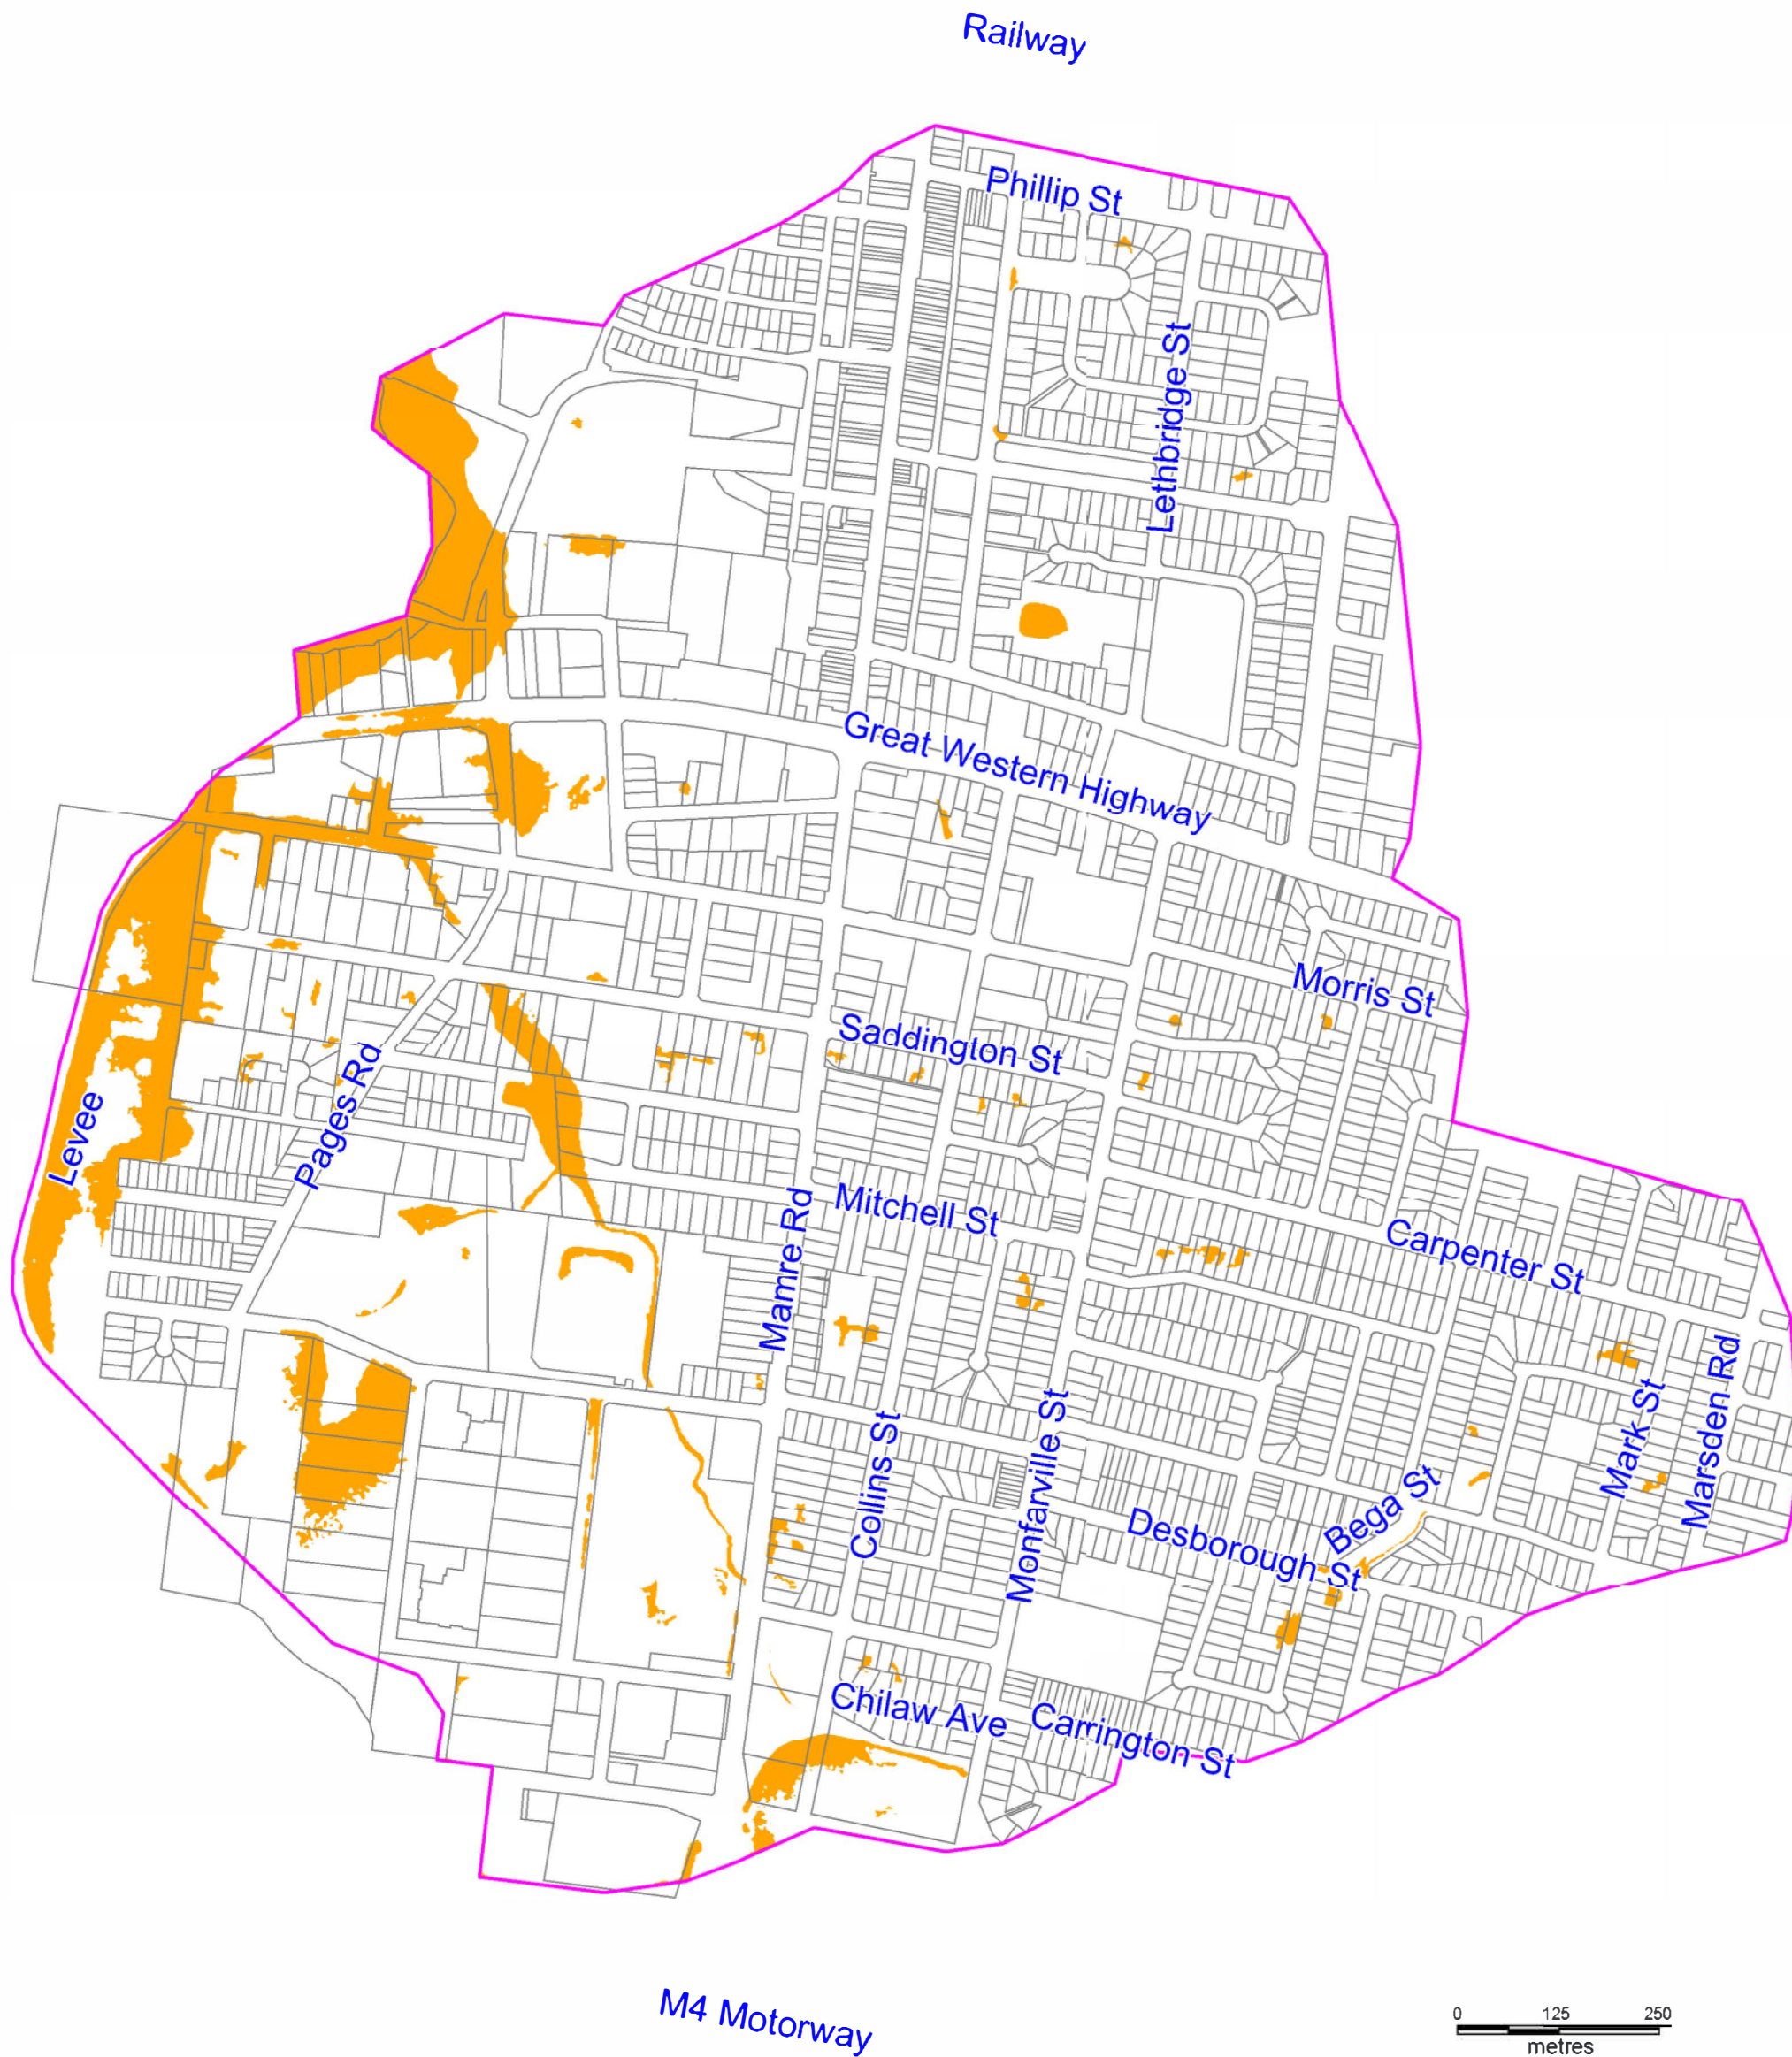 Railway
Phillip St
Lethbridge St
Great Western Highway
Morris St
Saddington St
Pages Rd
Levee
Mitchell St
Mamre Rd
Carpenter St
Marsden Rd
Mark St
Collins St
Monfarville St
Bega St
Desborough St
Chilaw Ave
Carrington St
M4 Motorway
0 125 250
metres